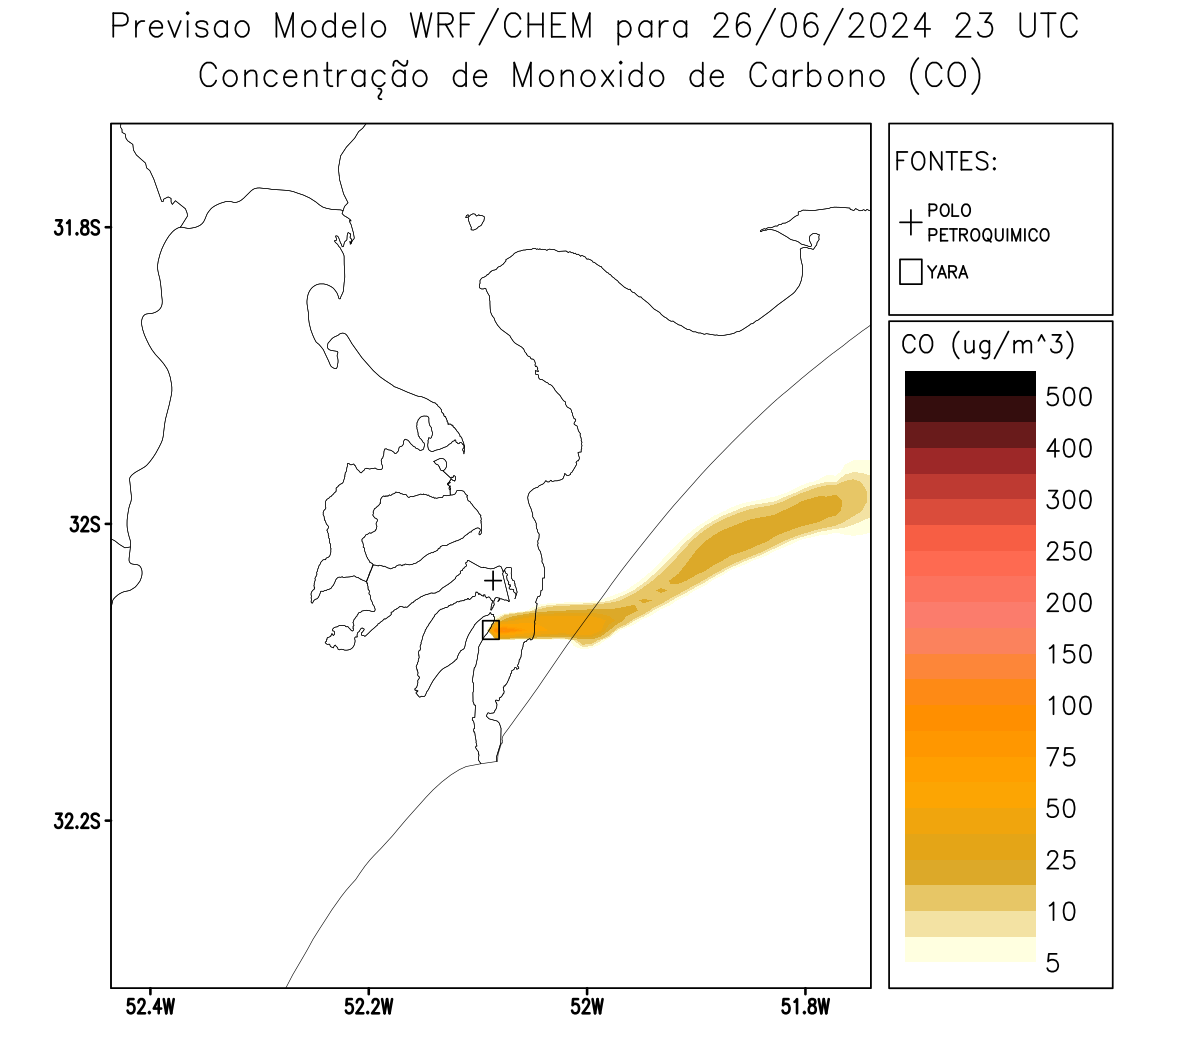 Previsao Modelo WRF/CHEM para 26/06/2024 23 UTC
Concentração de Monoxido de Carbono (CO)
FONTES:
POLO
PETROQUIMICO
YARA
31.8S
32S
32.2S
52.4W
52.2W
52W
51.8W
CO (ug/m^3)
500
400
300
250
200
150
100
75
50
25
10
5